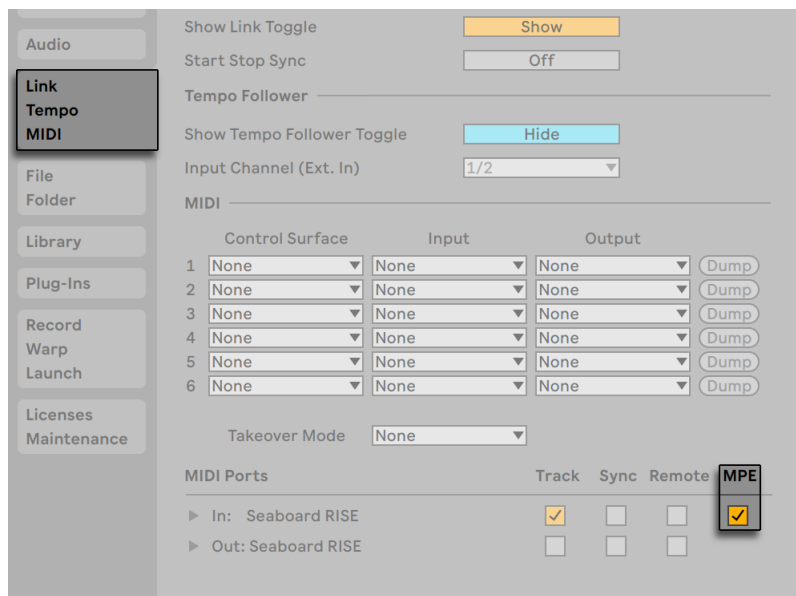 Audio
Link
Tempo
MIDI
File
Folder
Library
Plug-Ins
Record
Warp
Launch
Licenses
Maintenance
Show Link Toggle Show
Start Stop Sync Off
Tempo Follower
Show Tempo Follower Toggle Hide
Input Channel (Ext. In) 1/2
MIDI
Control Surface Input Output
1 None None None Dump
2 None None None Dump
3 None None None Dump
4 None None None Dump
5 None None None Dump
6 None None None Dump
Takeover Mode None
MIDI Ports Track Sync Remote MPE
In: Seaboard RISE
Out: Seaboard RISE